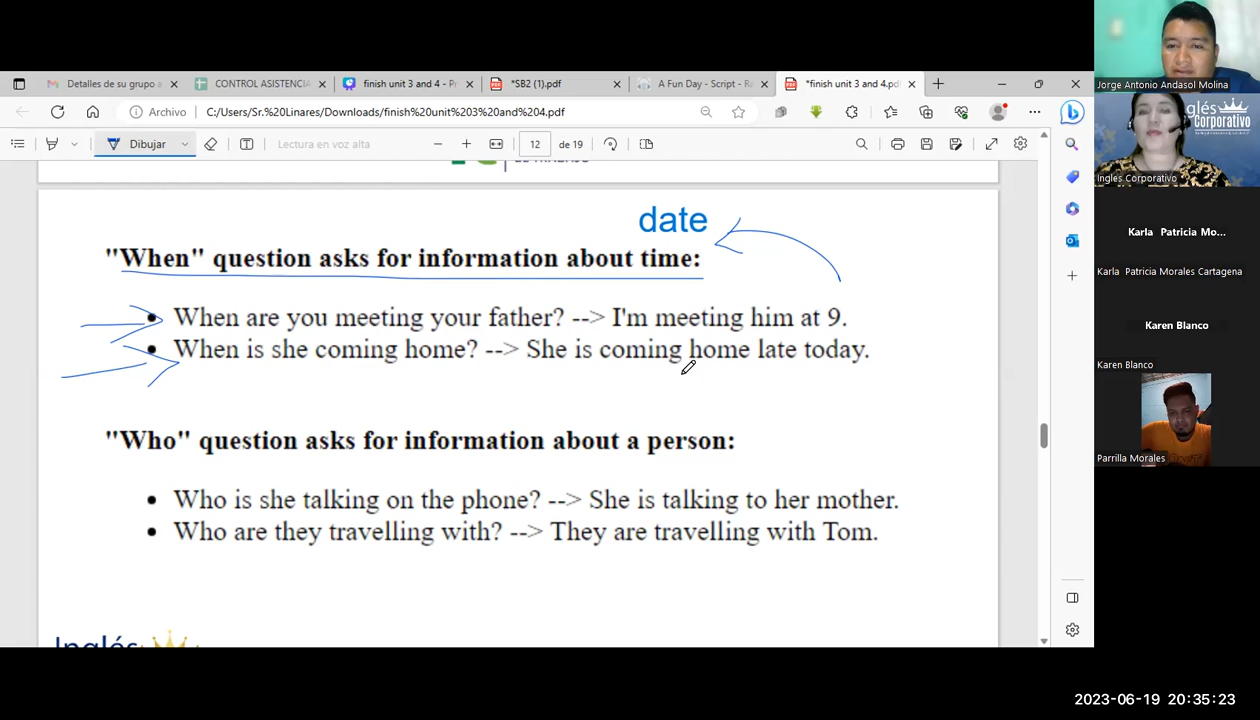 Detalles de su grupo a
CONTROL ASISTENCIA
finish unit 3 and 4 - Pr
*SB2 (1).pdf
A Fun Day - Script - Ra
*finish unit 3 and 4.pd
Archivo
C:/Users/Sr.%20Linares/Downloads/finish%20unit%203%20and%204.pdf
Dibujar
Lectura en voz alta
12
de 19
date
"When" question asks for information about time:
When are you meeting your father? --> I'm meeting him at 9.
When is she coming home? --> She is coming home late today.
"Who" question asks for information about a person:
Who is she talking on the phone? --> She is talking to her mother.
Who are they travelling with? --> They are travelling with Tom.
Inglés
Jorge Antonio Andasol Molina
glés
Corporativo
Inglés Corporativo
Karla Patricia Mo...
Karla Patricia Morales Cartagena
Karen Blanco
Karen Blanco
Parrilla Morales
2023-06-19 20:35:23